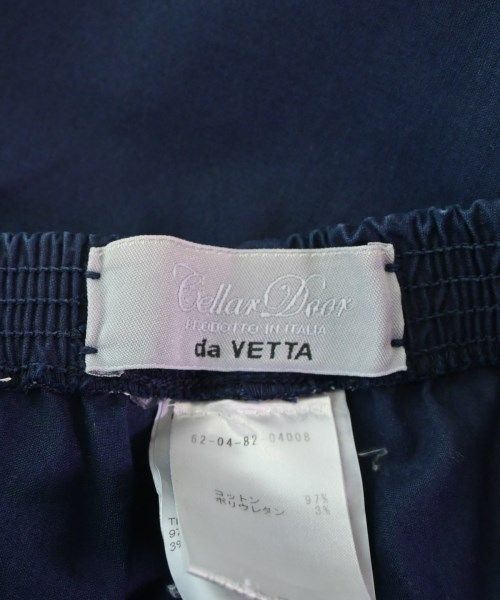 Cellar Door
PRODOTTO IN ITALIA
da VETTA
62-04-82 04008
コットン 97%
ポリウレタン 3%